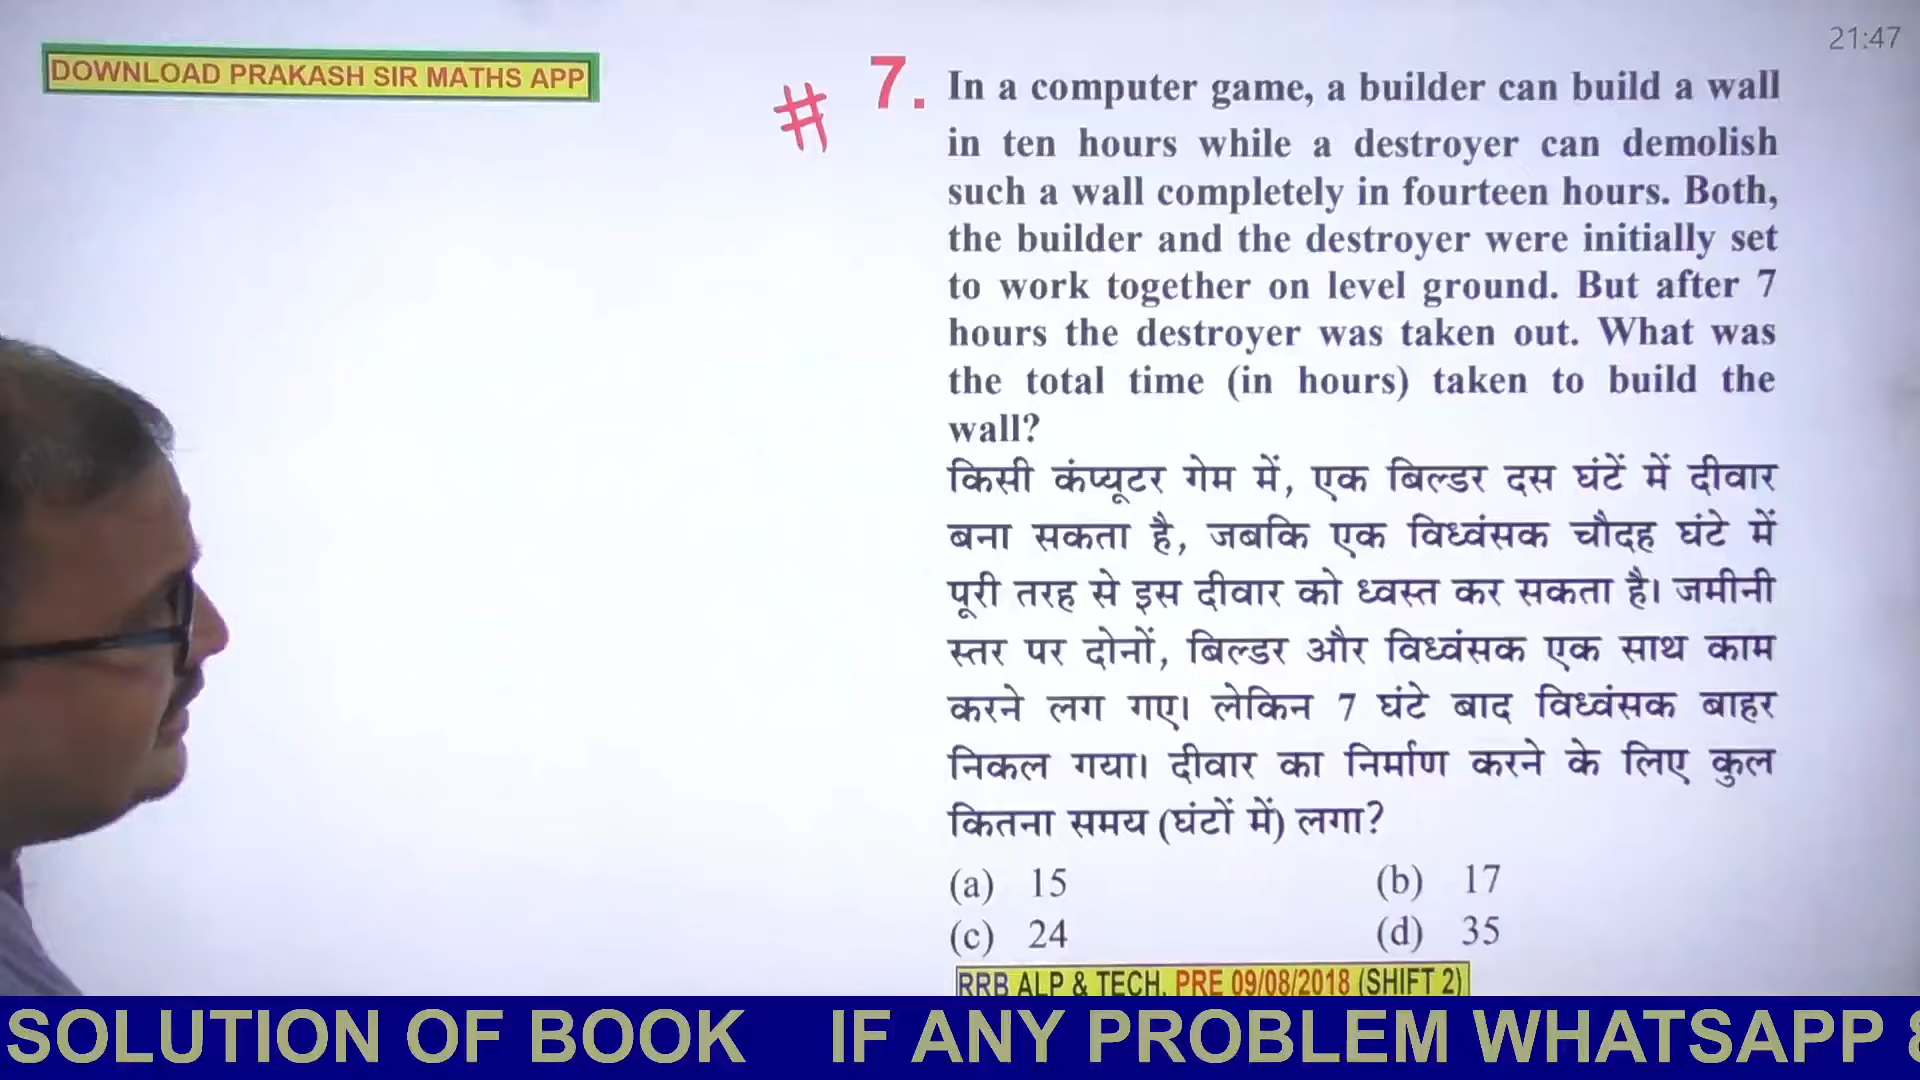 21:47
DOWNLOAD PRAKASH SIR MATHS APP
# 7. In a computer game, a builder can build a wall
in ten hours while a destroyer can demolish
such a wall completely in fourteen hours. Both,
the builder and the destroyer were initially set
to work together on level ground. But after 7
hours the destroyer was taken out. What was
the total time (in hours) taken to build the
wall?
किसी कंप्यूटर गेम में, एक बिल्डर दस घंटें में दीवार
बना सकता है, जबकि एक विध्वंसक चौदह घंटे में
पूरी तरह से इस दीवार को ध्वस्त कर सकता है। जमीनी
स्तर पर दोनों, बिल्डर और विध्वंसक एक साथ काम
करने लग गए। लेकिन 7 घंटे बाद विध्वंसक बाहर
निकल गया। दीवार का निर्माण करने के लिए कुल
कितना समय (घंटों में) लगा?
(a) 15 (b) 17
(c) 24 (d) 35
RRB ALP & TECH. PRE 09/08/2018 (SHIFT 2)
SOLUTION OF BOOK IF ANY PROBLEM WHATSAPP